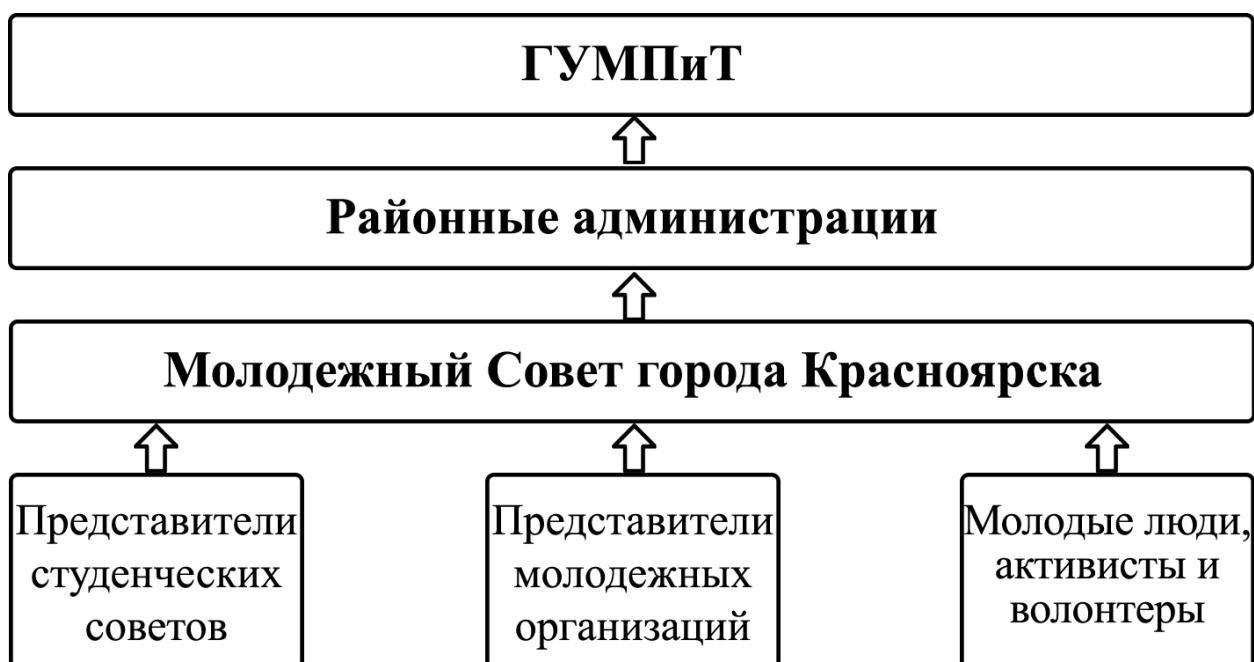 ГУМПиТ
Районные администрации
Молодежный Совет города Красноярска
Представители
студенческих
советов
Представители
молодежных
организаций
Молодые люди,
активисты и
волонтеры